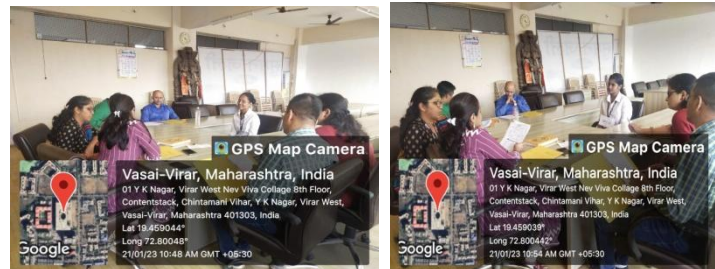 GPS Map Camera
Vasai-Virar, Maharashtra, India
01 Y K Nagar, Virar West Nev Viva Collage 8th Floor,
Contentstack, Chintamani Vihar, Y K Nagar, Virar West,
Vasai-Virar, Maharashtra 401303, India
Lat 19.459044°
Long 72.80048°
21/01/23 10:48 AM GMT +05:30
Google
GPS Map Camera
Vasai-Virar, Maharashtra, India
01 Y K Nagar, Virar West Nev Viva Collage 8th Floor,
Contentstack, Chintamani Vihar, Y K Nagar, Virar West,
Vasai-Virar, Maharashtra 401303, India
Lat 19.459039°
Long 72.800442°
21/01/23 10:54 AM GMT +05:30
Google